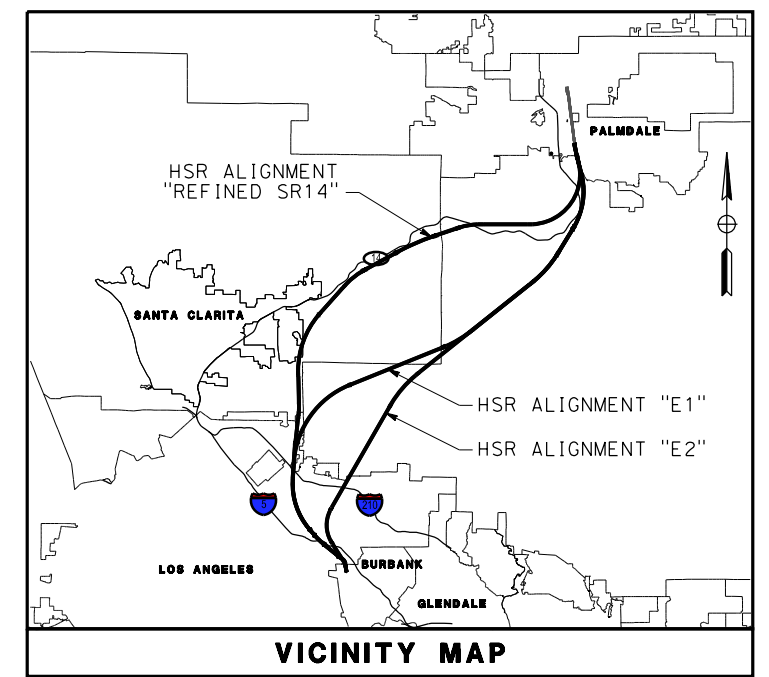 PALMDALE
HSR ALIGNMENT
"REFINED SR14"
14
SANTA CLARITA
HSR ALIGNMENT "E1"
HSR ALIGNMENT "E2"
5
210
LOS ANGELES
BURBANK
GLENDALE
VICINITY MAP